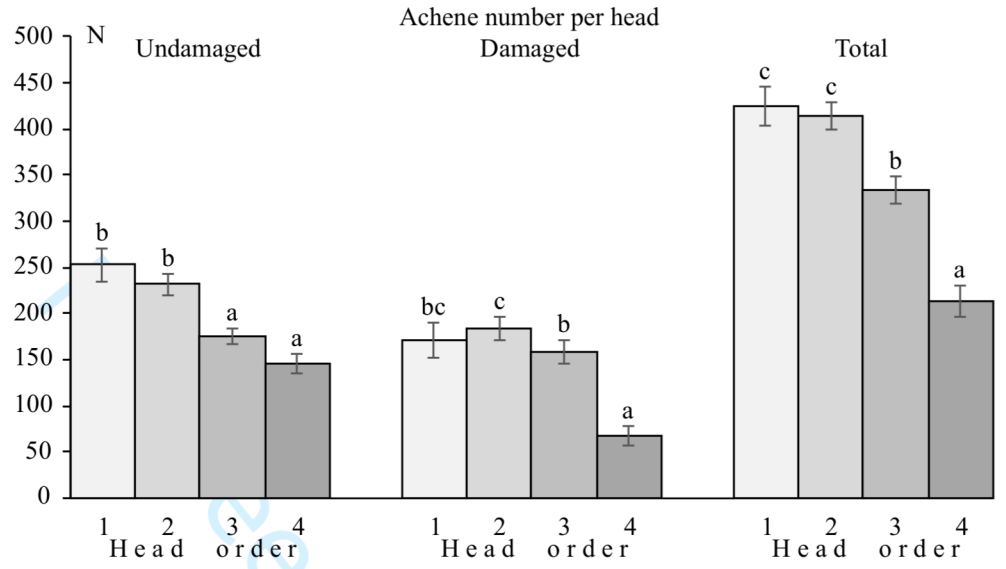 Achene number per head
500 N Undamaged Damaged Total
450
400
350
300
250
200
150
100
50
0
b b a a
bc c b a
c c b a
1 2 3 4 1 2 3 4 1 2 3 4
Head order Head order Head order